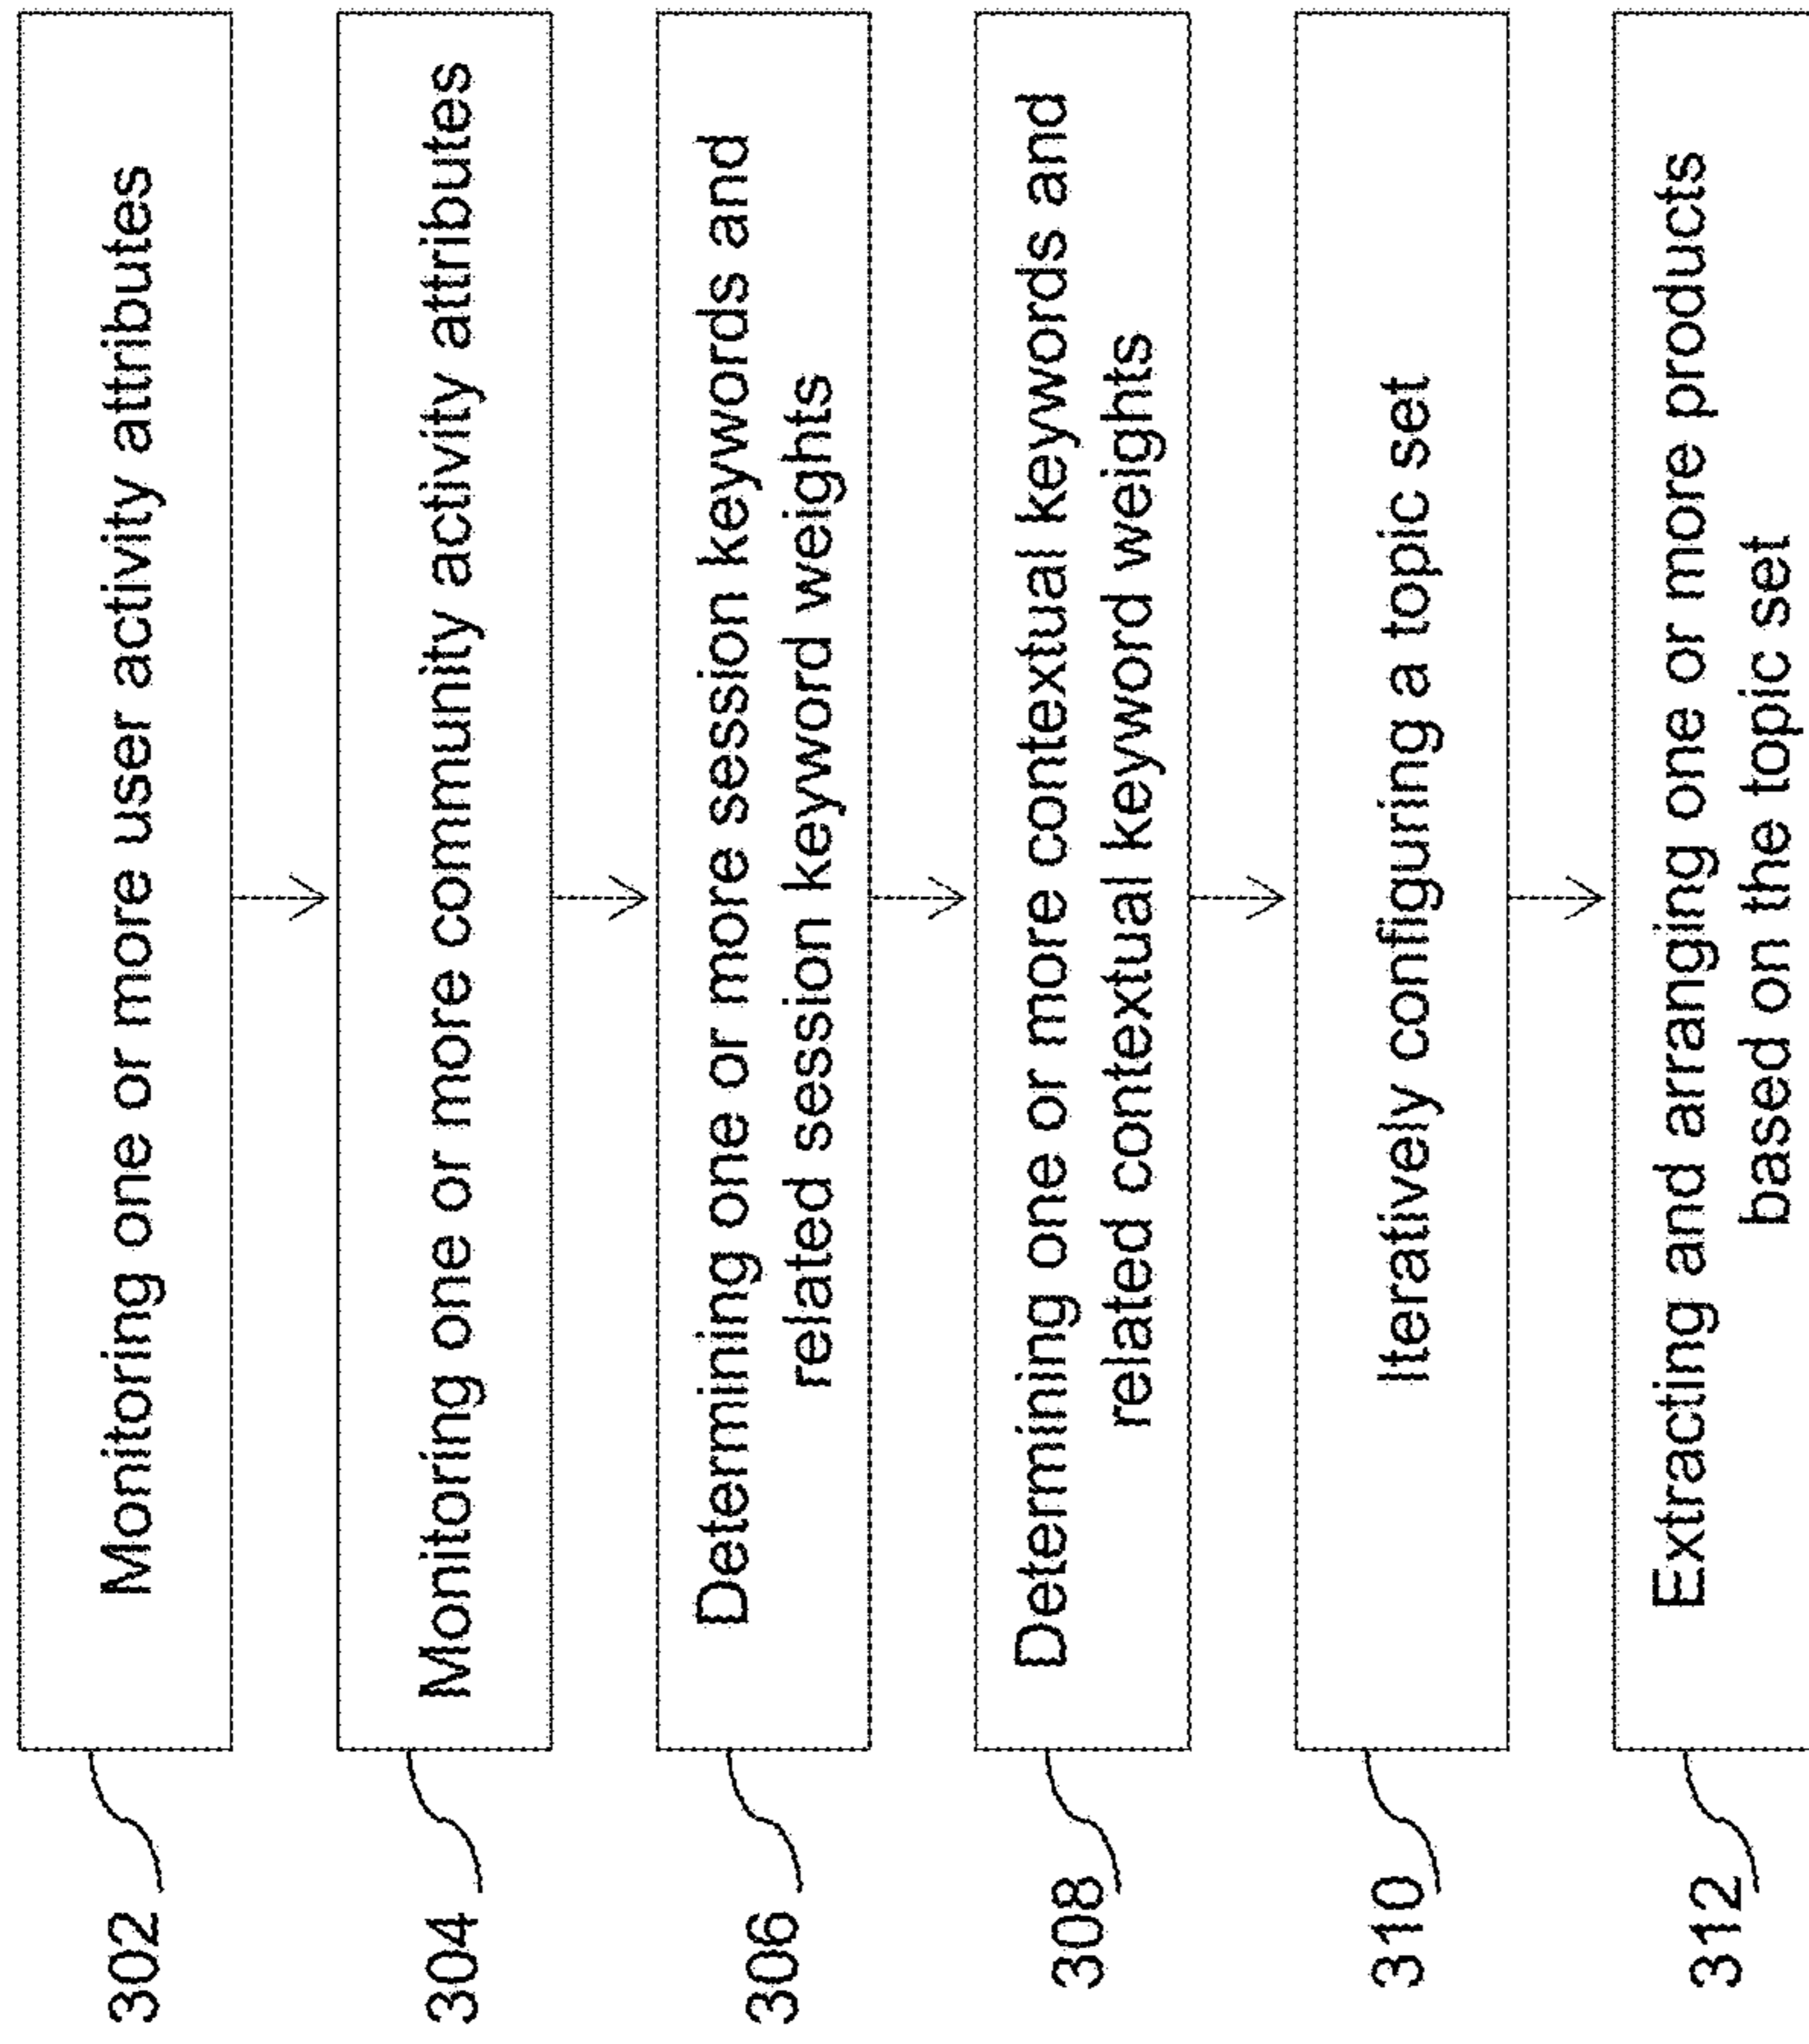 302
Monitoring one or more user activity attributes
304
Monitoring one or more community activity attributes
306
Determining one or more session keywords and
related session keyword weights
308
Determining one or more contextual keywords and
related contextual keyword weights
310
Iteratively configuring a topic set
312
Extracting and arranging one or more products
based on the topic set